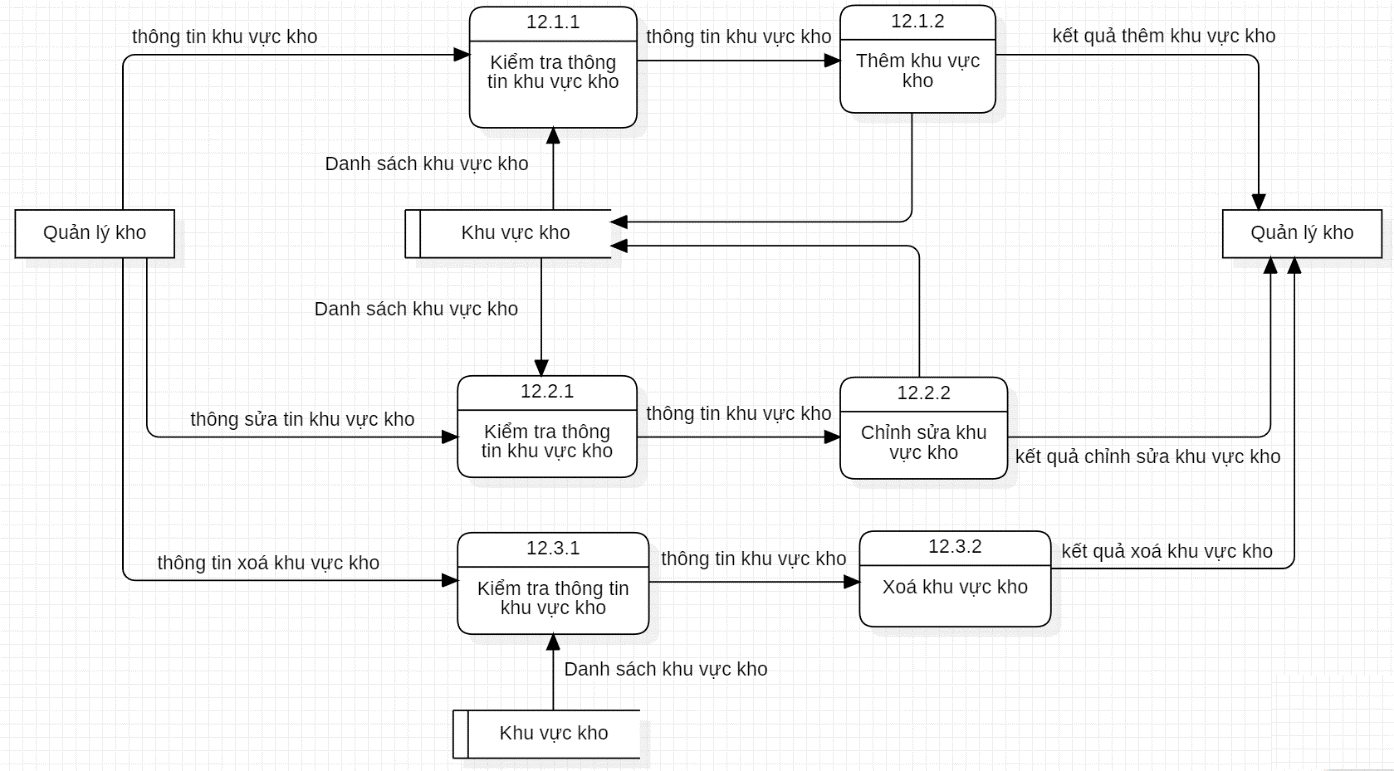 12.1.1
12.1.2
thông tin khu vực kho
thông tin khu vực kho
kết quả thêm khu vực kho
Kiểm tra thông
tin khu vực kho
Thêm khu vực
kho
Danh sách khu vực kho
Quản lý kho
Khu vực kho
Quản lý kho
Danh sách khu vực kho
12.2.1
12.2.2
thông sửa tin khu vực kho
thông tin khu vực kho
Kiểm tra thông
tin khu vực kho
Chỉnh sửa khu
vực kho
kết quả chỉnh sửa khu vực kho
12.3.1
12.3.2
thông tin xoá khu vực kho
thông tin khu vực kho
kết quả xoá khu vực kho
Kiểm tra thông tin
khu vực kho
Xoá khu vực kho
Danh sách khu vực kho
Khu vực kho